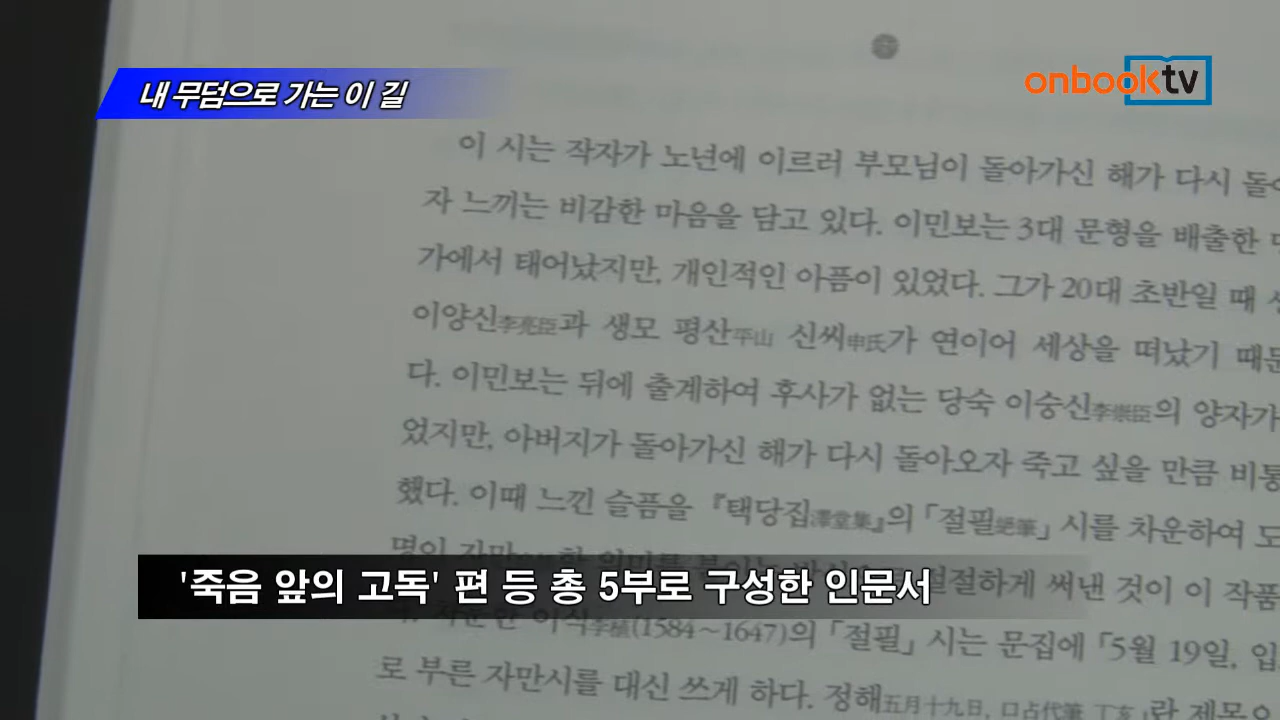 내 무덤으로 가는 이 길
onbooktv
이 시는 작자가 노년에 이르러 부모님이 돌아가신 해가 다시
자 느끼는 비감한 마음을 담고 있다. 이민보는 3대 문형을 배출한
가에서 태어났지만, 개인적인 아픔이 있었다. 그가 20대 초반일 때
이양신李亮臣과 생모 평산平山 신씨申氏가 연이어 세상을 떠났기
다. 이민보는 뒤에 출계하여 후사가 없는 당숙 이숭신李崇臣의 양자가
었지만, 아버지가 돌아가신 해가 다시 돌아오자 죽고 싶을 만큼 비통
했다. 이때 느낀 슬픔을 『택당집澤堂集』의 「절필絕筆」 시를 차운하여
써낸 것이 이 작품
'죽음 앞의 고독' 편 등 총 5부로 구성한 인문서
이식李植(1584~1647)의 「절필」 시는 문집에 「5월 19일, 입
로 부른 자만시를 대신 쓰게 하다. 정해五月十九日, 口占代筆 丁亥」란